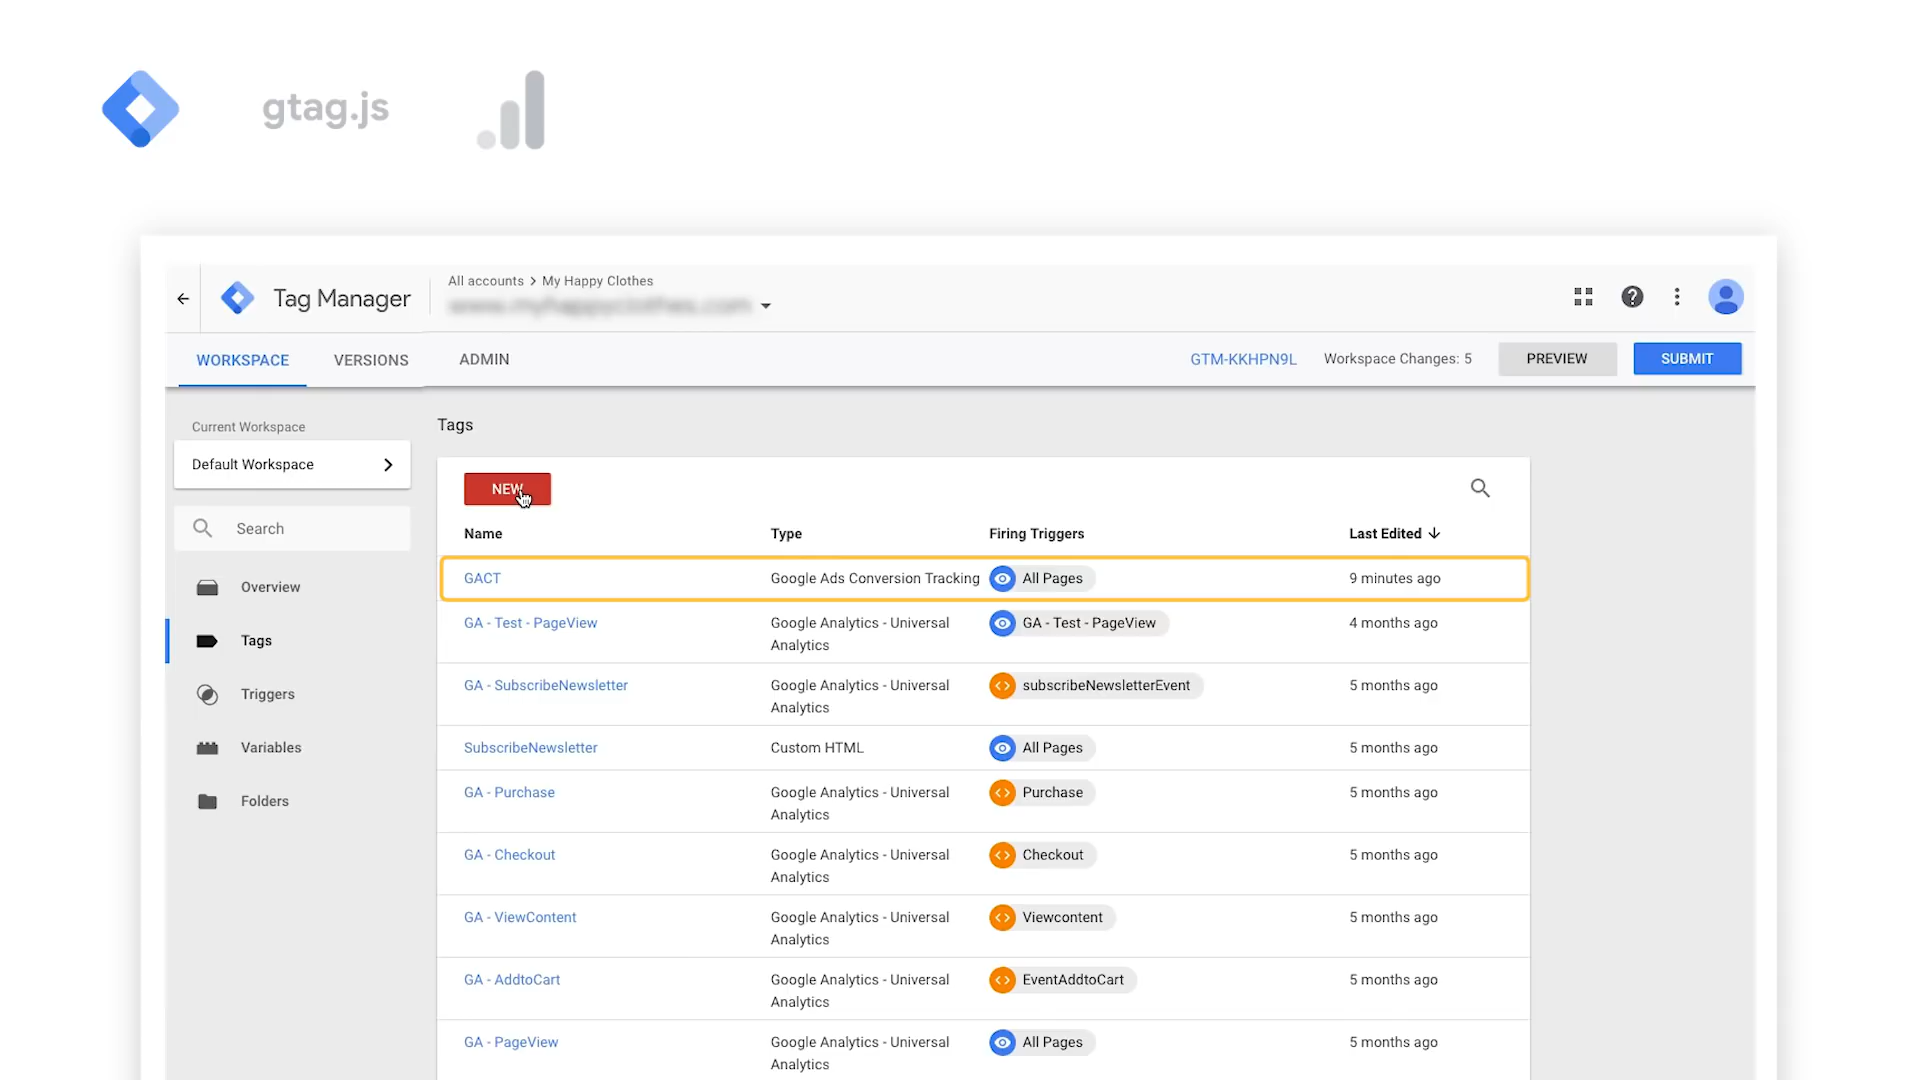 gtag.js
Tag Manager
All accounts > My Happy Clothes
WORKSPACE VERSIONS ADMIN GTM-KKHPN9L Workspace Changes: 5 PREVIEW SUBMIT
Current Workspace
Default Workspace
Search
Overview
Tags
Triggers
Variables
Folders
Tags
NEW
Name Type Firing Triggers Last Edited
GACT Google Ads Conversion Tracking All Pages 9 minutes ago
GA - Test - PageView Google Analytics - Universal GA - Test - PageView 4 months ago
Analytics
GA - SubscribeNewsletter Google Analytics - Universal subscribeNewsletterEvent 5 months ago
Analytics
SubscribeNewsletter Custom HTML All Pages 5 months ago
GA - Purchase Google Analytics - Universal Purchase 5 months ago
Analytics
GA - Checkout Google Analytics - Universal Checkout 5 months ago
Analytics
GA - ViewContent Google Analytics - Universal Viewcontent 5 months ago
Analytics
GA - AddtoCart Google Analytics - Universal EventAddtoCart 5 months ago
Analytics
GA - PageView Google Analytics - Universal All Pages 5 months ago
Analytics